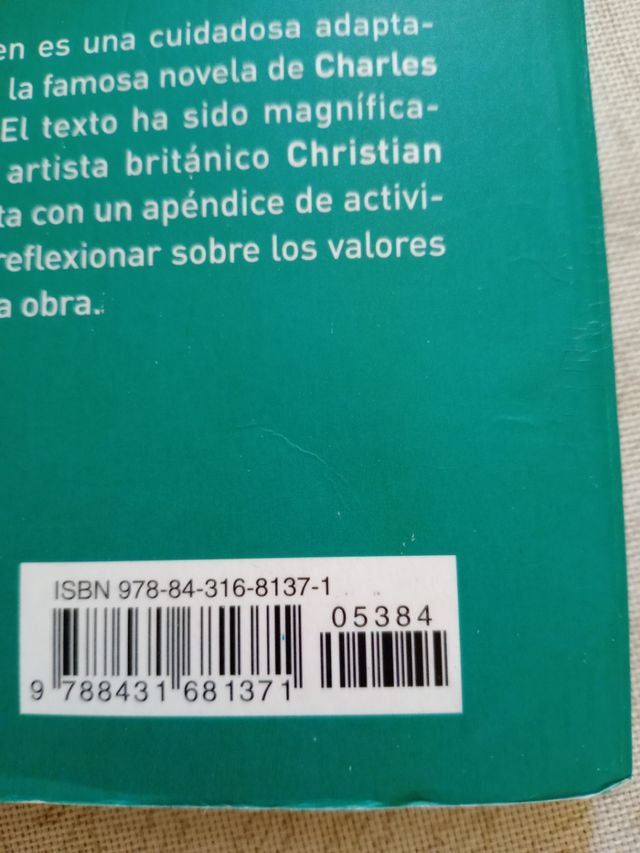 en es una cuidadosa adapta-
la famosa novela de Charles
El texto ha sido magnífica-
artista británico Christian
ta con un apéndice de activi-
reflexionar sobre los valores
a obra.
ISBN 978-84-316-8137-1
05384
9 788431 681371